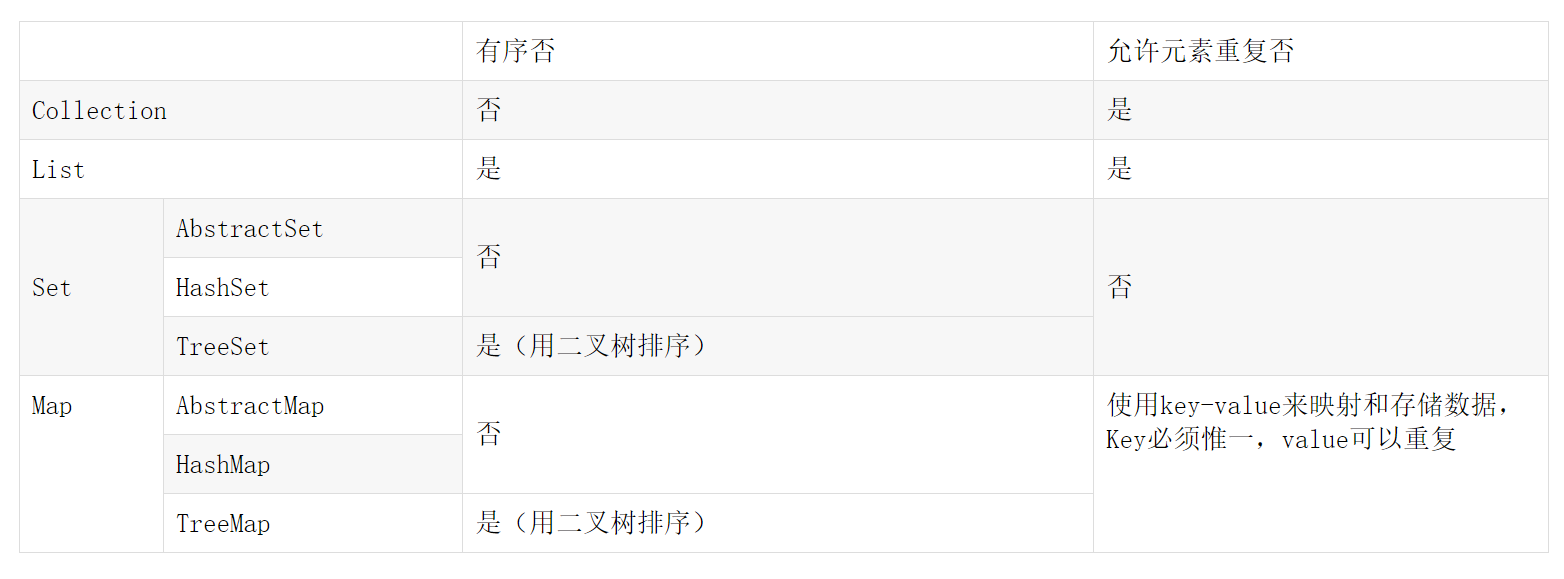 有序否
允许元素重复否
Collection
否
是
List
是
是
Set
AbstractSet
否
否
HashSet
TreeSet
是（用二叉树排序）
Map
AbstractMap
否
使用key-value来映射和存储数据，
Key必须惟一，value可以重复
HashMap
TreeMap
是（用二叉树排序）